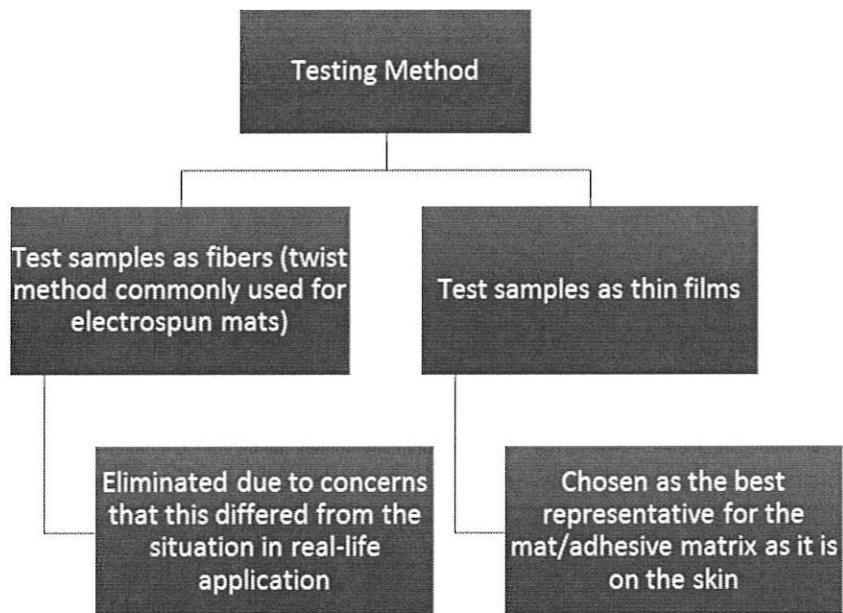 Testing Method
Test samples as fibers (twist
method commonly used for
electrospun mats)
Test samples as thin films
Eliminated due to concerns
that this differed from the
situation in real-life
application
Chosen as the best
representative for the
mat/adhesive matrix as it is
on the skin